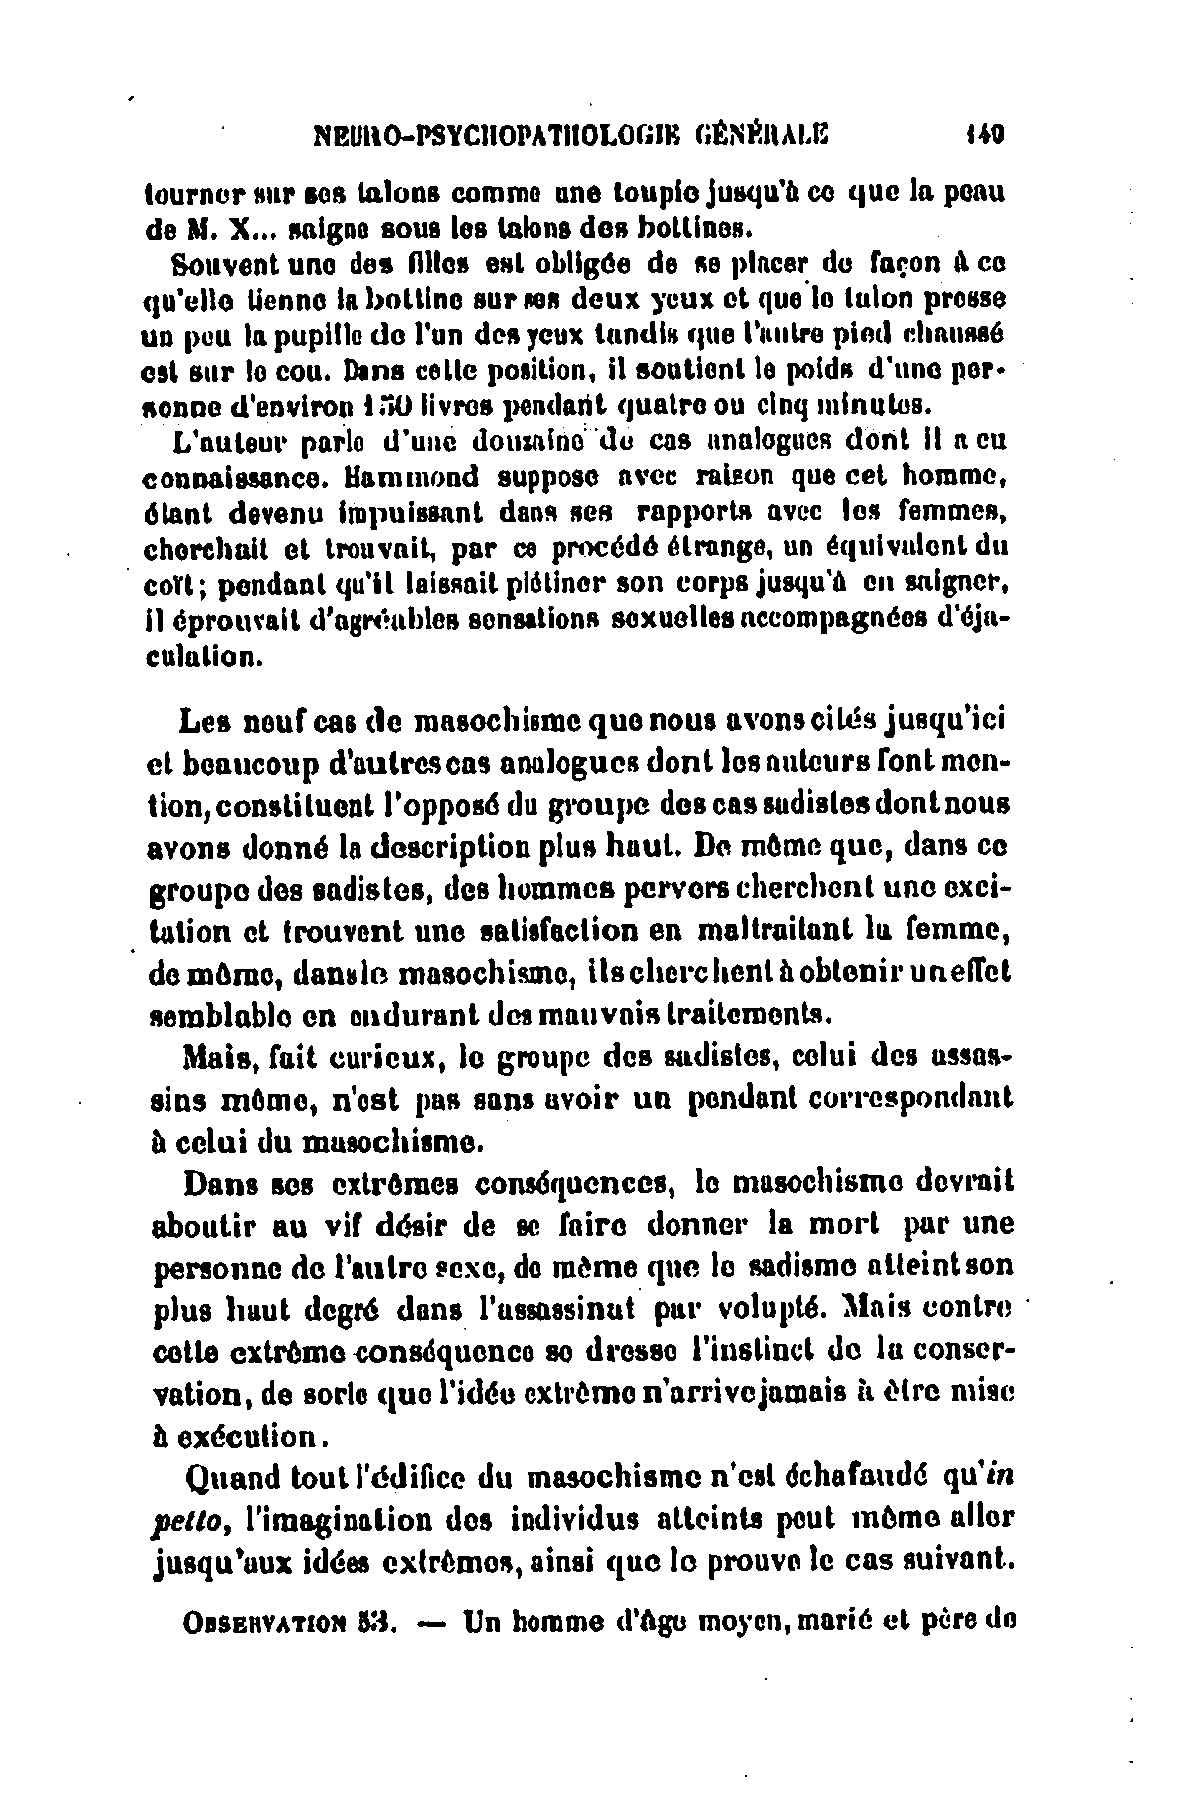 NEURO-PSYCHOPATHOLOGIE GÉNÉRALE 149
tourner sur ses talons comme une toupie jusqu'à ce que la peau
de M. X... saigne sous les talons des bottines.
Souvent une des filles est obligée de se placer de façon à ce
qu'elle tienne la bottine sur ses deux yeux et que le talon presse
un peu la pupille de l'un des yeux tandis que l'autre pied chaussé
est sur le cou. Dans cette position, il soutient le poids d'une per-
sonne d'environ 150 livres pendant quatre ou cinq minutes.
L'auteur parle d'une douzaine de cas analogues dont il a eu
connaissance. Hammond suppose avec raison que cet homme,
étant devenu impuissant dans ses rapports avec les femmes,
cherchait et trouvait, par ce procédé étrange, un équivalent du
coït; pendant qu'il laissait piétiner son corps jusqu'à en saigner,
il éprouvait d'agréables sensations sexuelles accompagnées d'éja-
culation.
Les neuf cas de masochisme que nous avons cités jusqu'ici
et beaucoup d'autres cas analogues dont les auteurs font men-
tion, constituent l'opposé du groupe des cas sadistes dont nous
avons donné la description plus haut. De même que, dans ce
groupe des sadistes, des hommes pervers cherchent une exci-
tation et trouvent une satisfaction en maltraitant la femme,
de même, dans le masochisme, ils cherchent à obtenir un effet
semblable en endurant des mauvais traitements.
Mais, fait curieux, le groupe des sadistes, celui des assas-
sins même, n'est pas sans avoir un pendant correspondant
à celui du masochisme.
Dans ses extrêmes conséquences, le masochisme devrait
aboutir au vif désir de se faire donner la mort par une
personne de l'autre sexe, de même que le sadisme atteint son
plus haut degré dans l'assassinat par volupté. Mais contre
cette extrême conséquence se dresse l'instinct de la conser-
vation, de sorte que l'idée extrême n'arrive jamais à être mise
à exécution.
Quand tout l'édifice du masochisme n'est échafaudé qu'in
petto, l'imagination des individus atteints peut même aller
jusqu'aux idées extrêmes, ainsi que le prouve le cas suivant.
OBSERVATION 53. — Un homme d'âge moyen, marié et père de